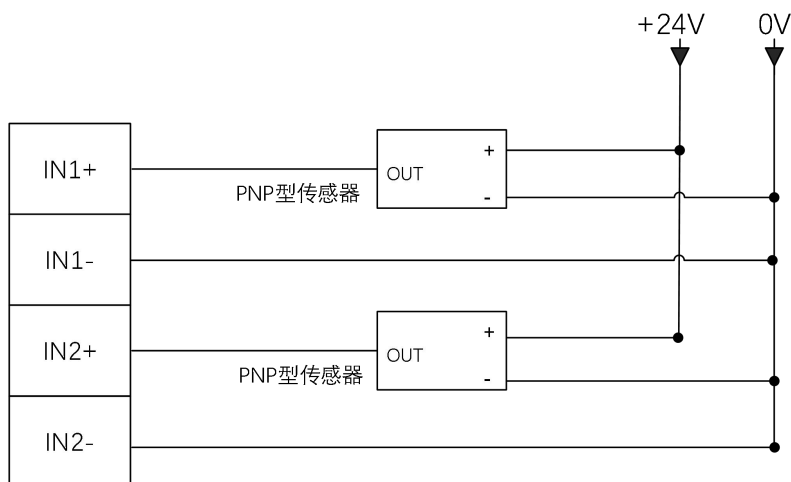 +24V 0V
IN1+
OUT
+
-
PNP型传感器
IN1-
IN2+
OUT
+
-
PNP型传感器
IN2-